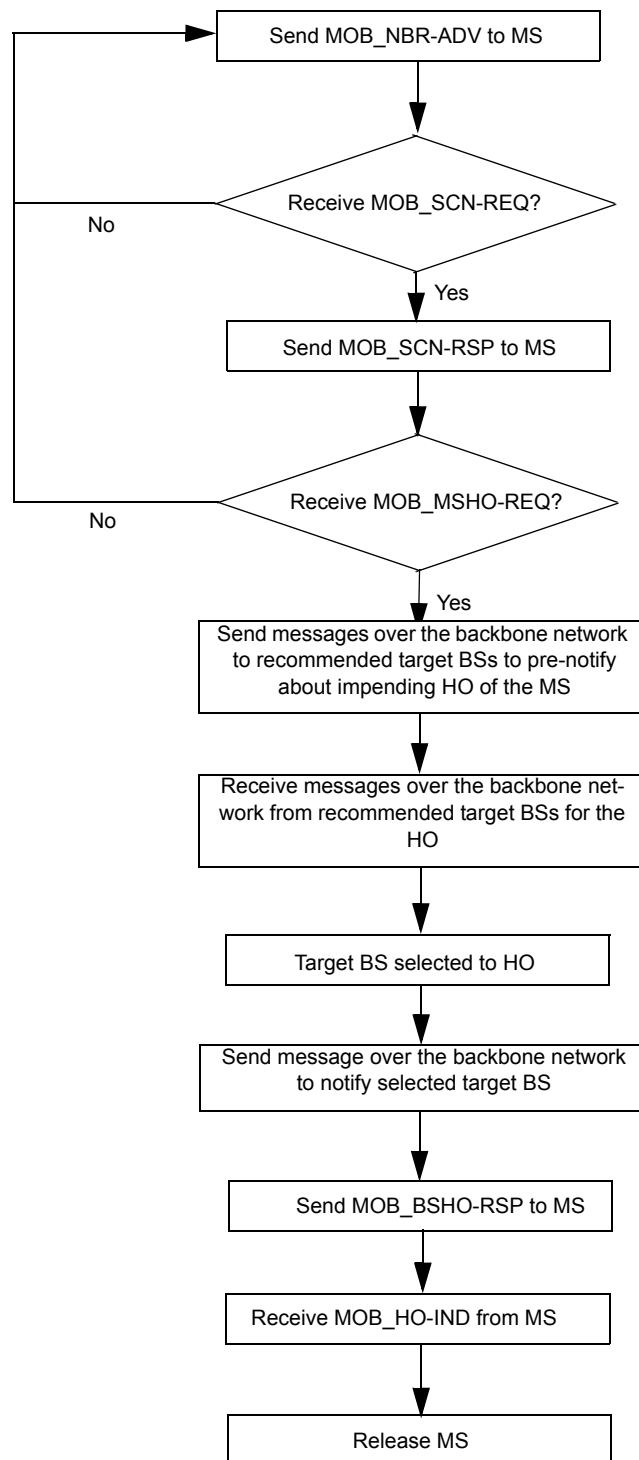 Send MOB_NBR-ADV to MS
Receive MOB_SCN-REQ?
No
Yes
Send MOB_SCN-RSP to MS
Receive MOB_MSHO-REQ?
No
Yes
Send messages over the backbone network
to recommended target BSs to pre-notify
about impending HO of the MS
Receive messages over the backbone net-
work from recommended target BSs for the
HO
Target BS selected to HO
Send message over the backbone network
to notify selected target BS
Send MOB_BSHO-RSP to MS
Receive MOB_HO-IND from MS
Release MS